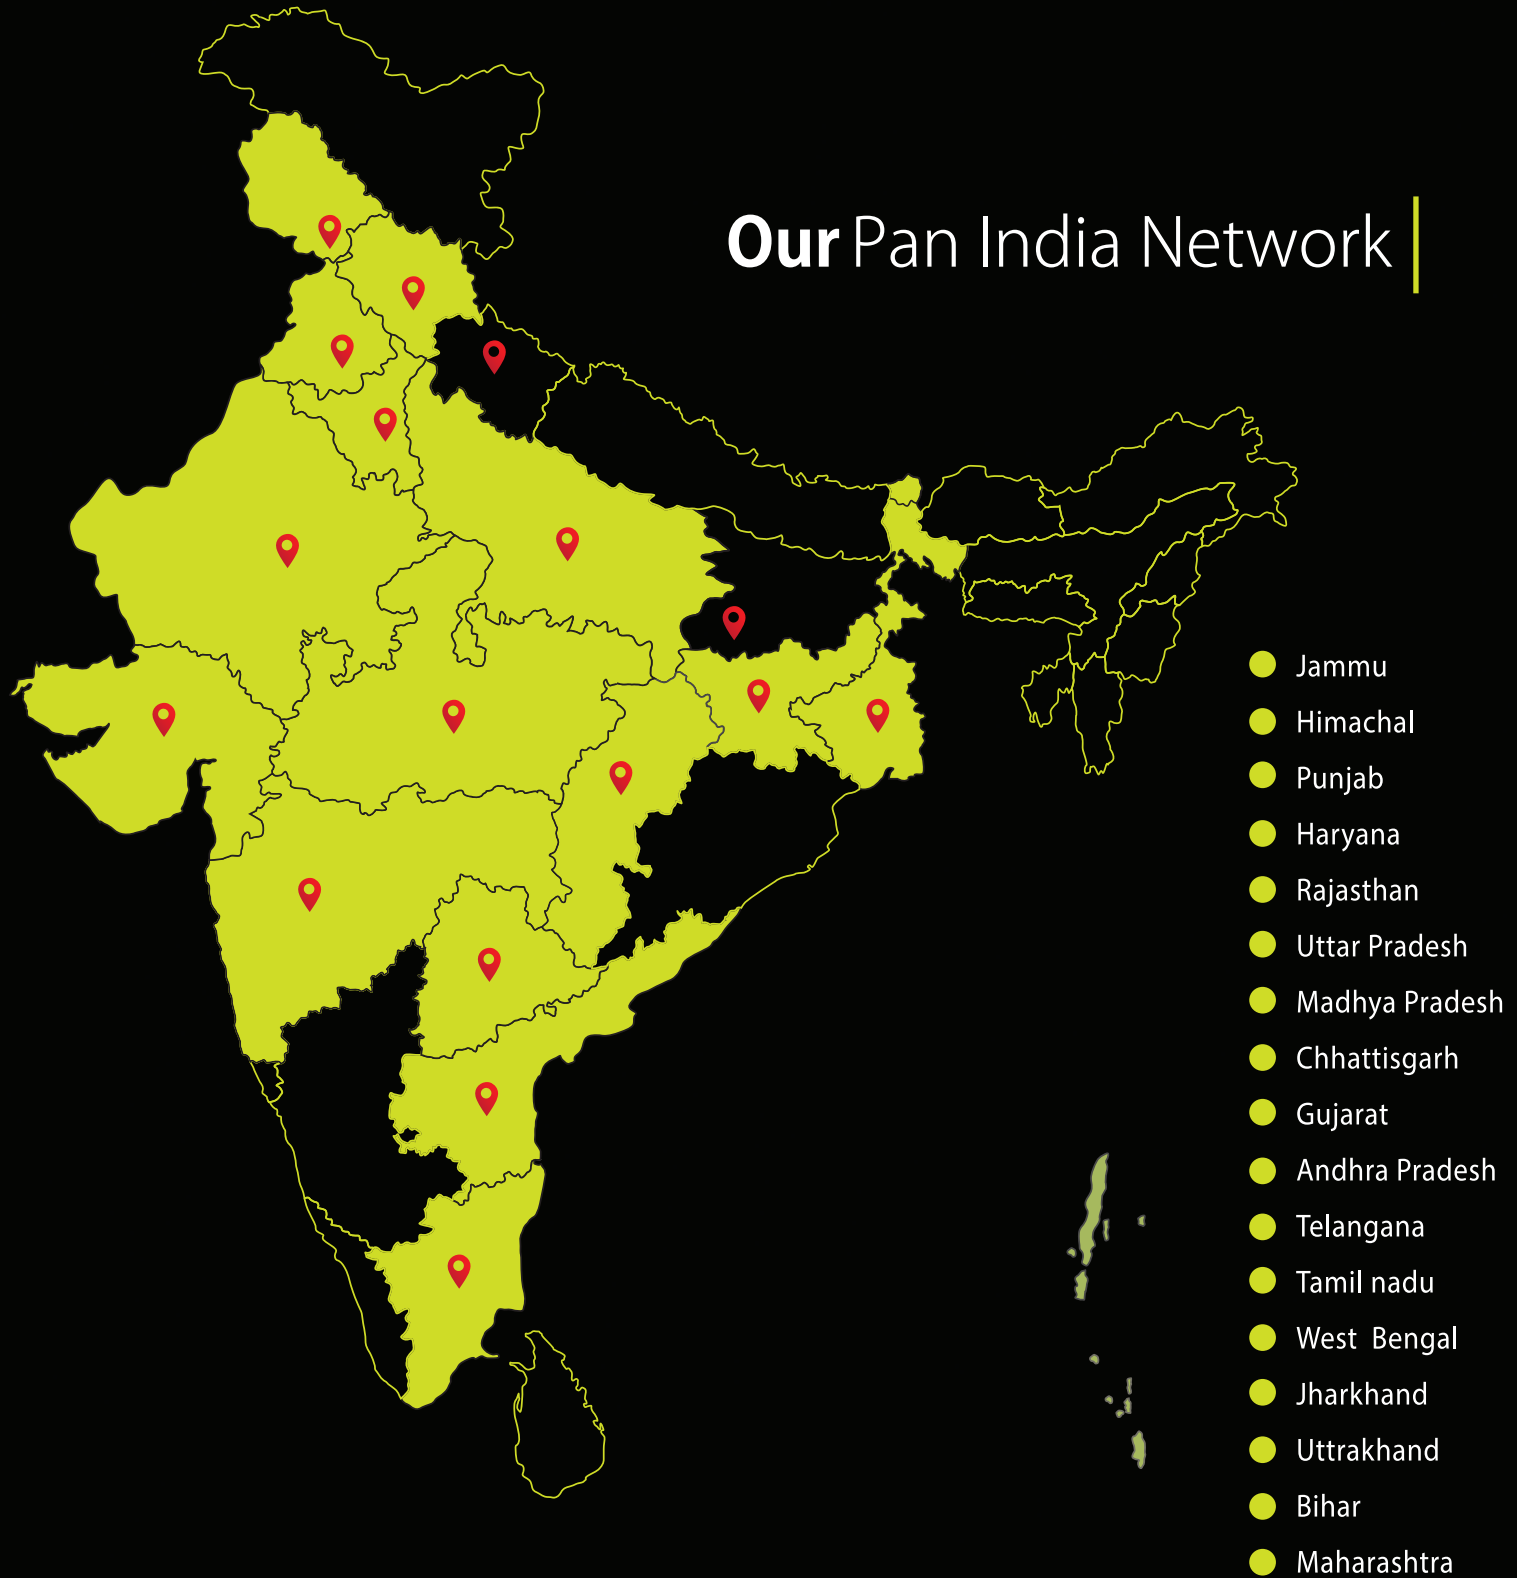 Our Pan India Network
Jammu
Himachal
Punjab
Haryana
Rajasthan
Uttar Pradesh
Madhya Pradesh
Chhattisgarh
Gujarat
Andhra Pradesh
Telangana
Tamil nadu
West Bengal
Jharkhand
Uttrakhand
Bihar
Maharashtra